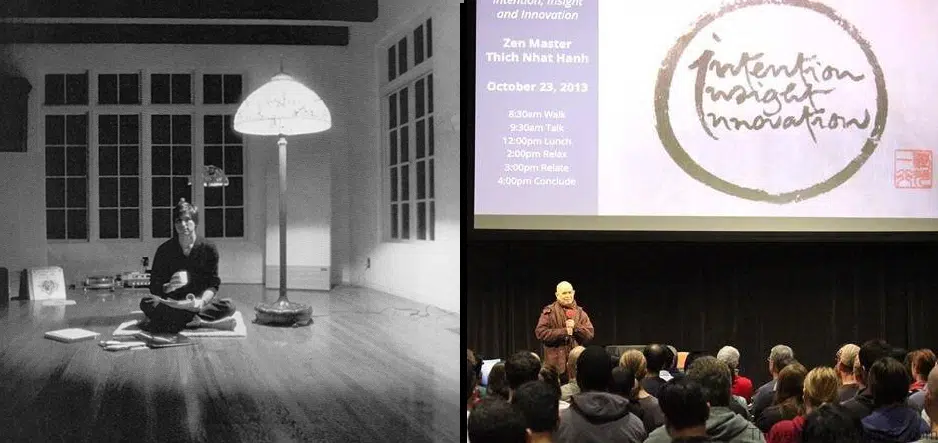 Intention, Insight
and Innovation
Zen Master
Thich Nhat Hanh
October 23, 2013
8:30am Walk
9:30am Talk
12:00pm Lunch
2:00pm Relax
3:00pm Relate
4:00pm Conclude
intention
insight
innovation